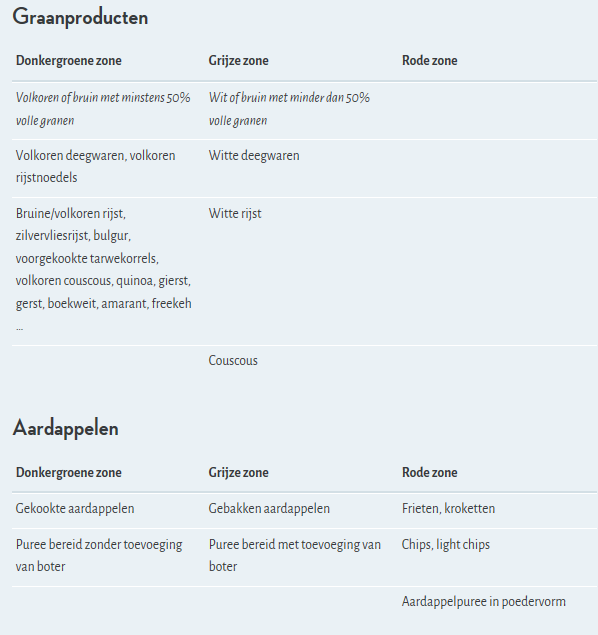 Graanproducten
Donkergroene zone Grijze zone Rode zone
Volkoren of bruin met minstens 50% Wit of bruin met minder dan 50%
volle granen volle granen
Volkoren deegwaren, volkoren Witte deegwaren
rijstnoedels
Bruine/volkoren rijst, Witte rijst
zilvervliesrijst, bulgur,
voorgekookte tarwekorrels,
volkoren couscous, quinoa, gierst,
gerst, boekweit, amarant, freekeh
...
Couscous
Aardappelen
Donkergroene zone Grijze zone Rode zone
Gekookte aardappelen Gebakken aardappelen Frieten, kroketten
Puree bereid zonder toevoeging Puree bereid met toevoeging van Chips, light chips
van boter boter
Aardappelpuree in poedervorm